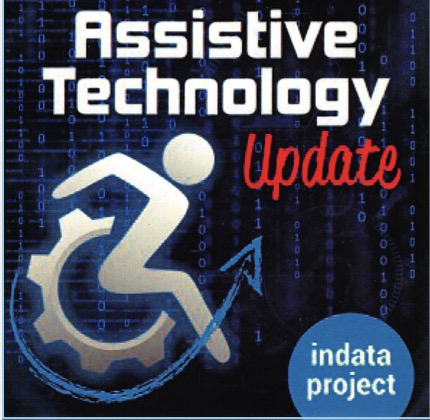 Assistive
Technology
Update
indata
project